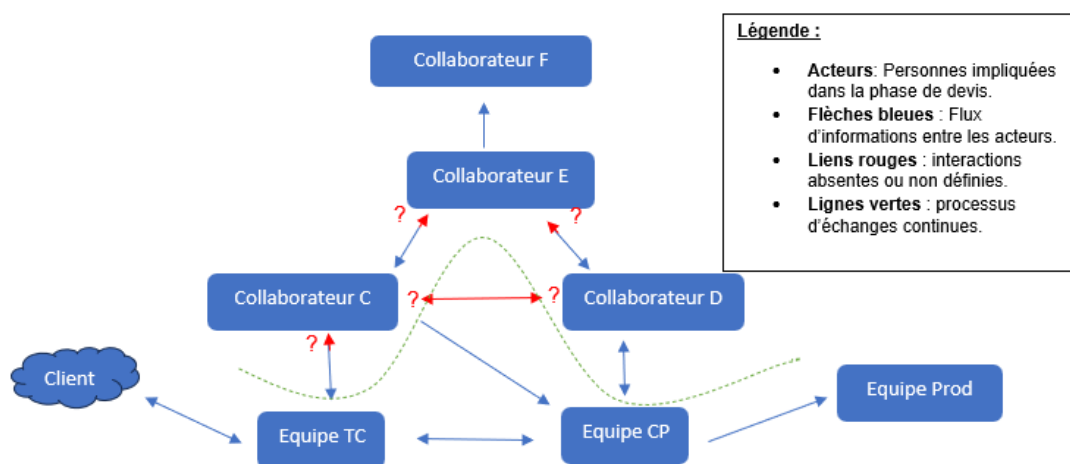 Collaborateur F
Légende :
• Acteurs: Personnes impliquées
dans la phase de devis.
• Flèches bleues : Flux
d'informations entre les acteurs.
• Liens rouges : interactions
absentes ou non définies.
• Lignes vertes : processus
d'échanges continues.
Collaborateur E
?
?
Collaborateur C
?
?
Collaborateur D
?
Client
Equipe TC
Equipe CP
Equipe Prod